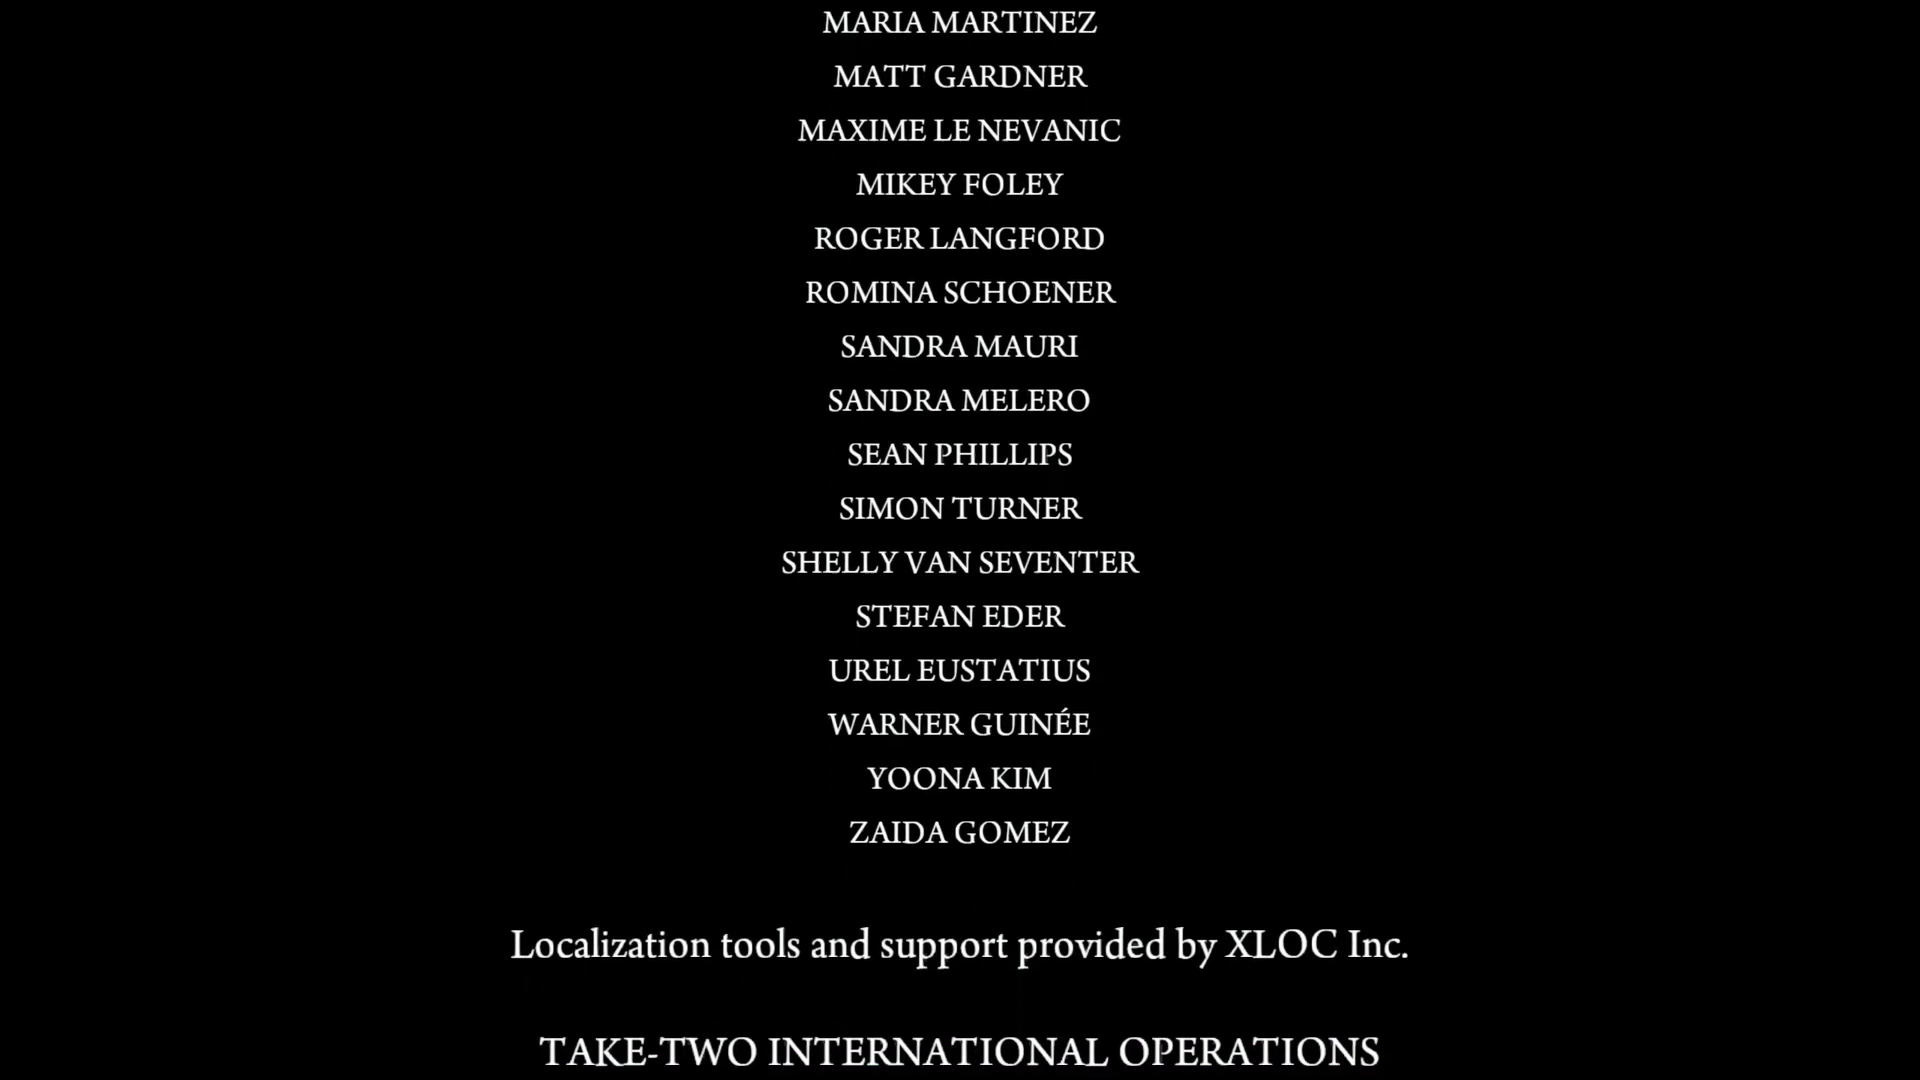 MARIA MARTINEZ
MATT GARDNER
MAXIME LE NEVANIC
MIKEY FOLEY
ROGER LANGFORD
ROMINA SCHOENER
SANDRA MAURI
SANDRA MELERO
SEAN PHILLIPS
SIMON TURNER
SHELLY VAN SEVENTER
STEFAN EDER
UREL EUSTATIUS
WARNER GUINÉE
YOONA KIM
ZAIDA GOMEZ
Localization tools and support provided by XLOC Inc.
TAKE-TWO INTERNATIONAL OPERATIONS